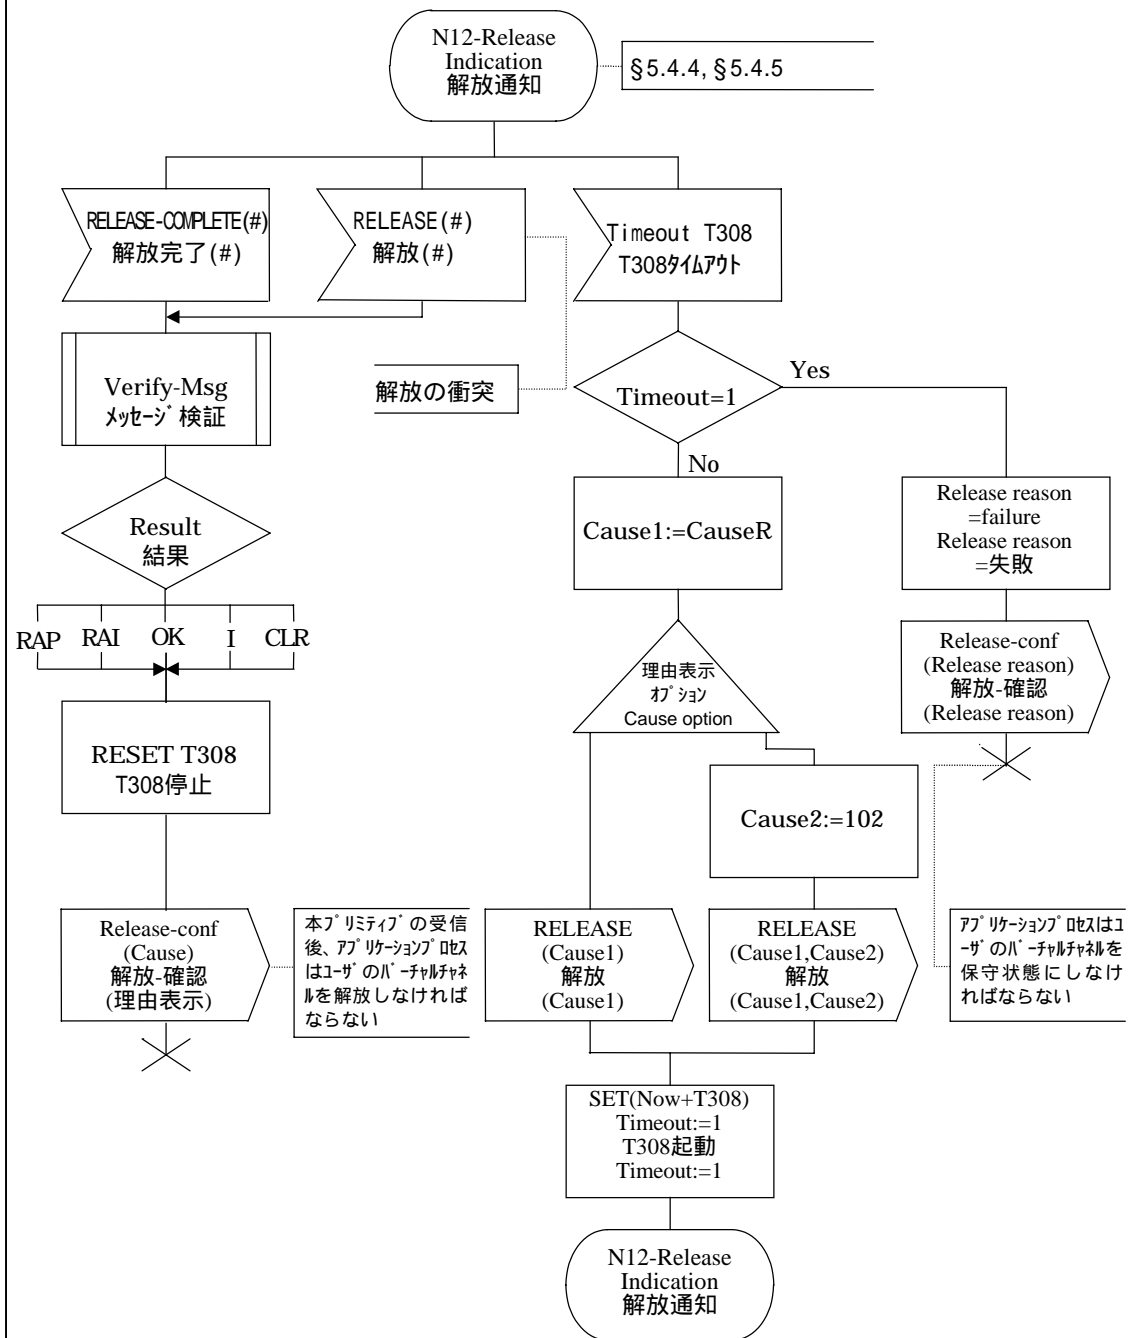 N12-Release
Indication
解放通知
§5.4.4, §5.4.5
RELEASE-COMPLETE(#)
解放完了(#)
RELEASE(#)
解放(#)
Timeout T308
T308ﾀｲﾑｱｳﾄ
Verify-Msg
ﾒｯｾｰｼﾞ検証
解放の衝突
Timeout=1
Yes
No
Result
結果
Cause1:=CauseR
Release reason
=failure
Release reason
=失敗
RAP RAI OK I CLR
理由表示
ｵﾌﾟｼｮﾝ
Cause option
Release-conf
(Release reason)
解放-確認
(Release reason)
RESET T308
T308停止
Cause2:=102
Release-conf
(Cause)
解放-確認
(理由表示)
本ﾌﾟﾘﾐﾃｨﾌﾞの受信
後、ｱﾌﾟﾘｹｰｼｮﾝﾌﾟﾛｾｽ
はﾕｰｻﾞのﾊﾞｰﾁｬﾙﾁｬﾈ
ﾙを解放しなければ
ならない
RELEASE
(Cause1)
解放
(Cause1)
RELEASE
(Cause1,Cause2)
解放
(Cause1,Cause2)
ｱﾌﾟﾘｹｰｼｮﾝﾌﾟﾛｾｽはﾕ
ｰｻﾞのﾊﾞｰﾁｬﾙﾁｬﾈﾙを
保守状態にしなけ
ればならない
SET(Now+T308)
Timeout:=1
T308起動
Timeout:=1
N12-Release
Indication
解放通知